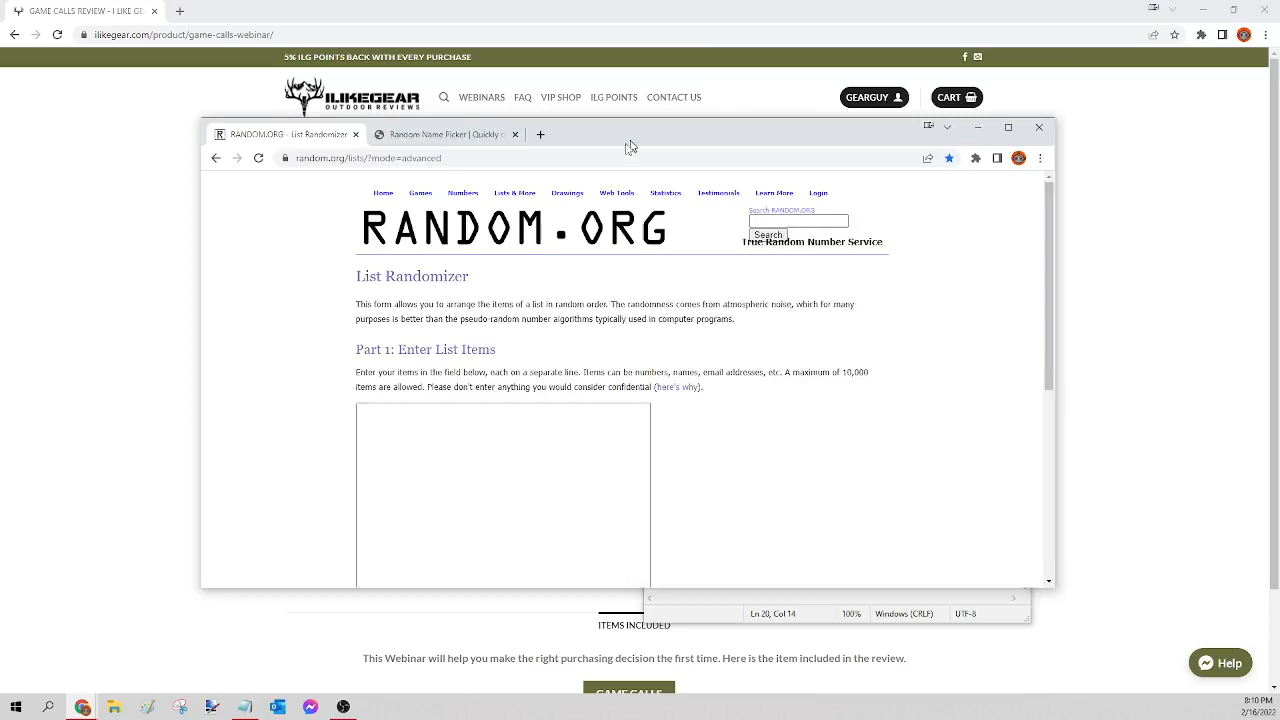 GAME CALLS REVIEW - I LIKE GE
ilikegear.com/product/game-calls-webinar/
5% ILG POINTS BACK WITH EVERY PURCHASE
ILIKEGEAR
OUTDOOR REVIEWS
WEBINARS FAQ VIP SHOP ILG POINTS CONTACT US
GEARGUY CART
RANDOM.ORG - List Randomizer
Random Name Picker | Quickly
random.org/lists/?mode=advanced
Home Games Numbers Lists & More Drawings Web Tools Statistics Testimonials Learn More Login
Search RANDOM.ORG
RANDOM.ORG
Search
True Random Number Service
List Randomizer
This form allows you to arrange the items of a list in random order. The randomness comes from atmospheric noise, which for many
purposes is better than the pseudo-random number algorithms typically used in computer programs.
Part 1: Enter List Items
Enter your items in the field below, each on a separate line. Items can be numbers, names, email addresses, etc. A maximum of 10,000
items are allowed. Please don't enter anything you would consider confidential (here's why).
Ln 20, Col 14 100% Windows (CRLF) UTF-8
ITEMS INCLUDED
This Webinar will help you make the right purchasing decision the first time. Here is the item included in the review.
Help
GAME CALLS
8:10 PM
2/16/2022